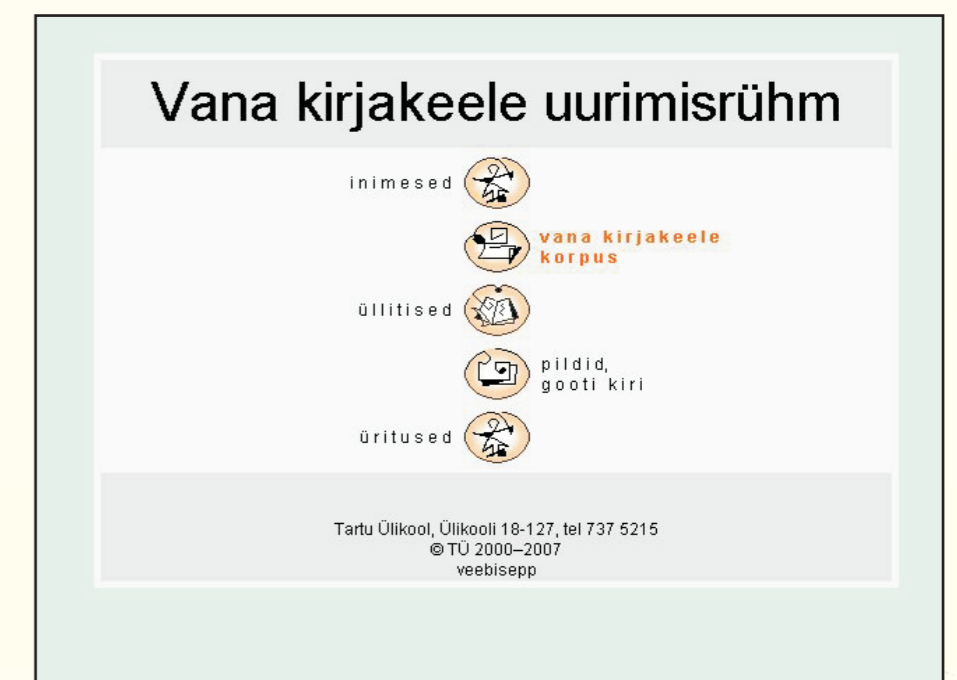 Vana kirjakeele uurimisrühm
inimesed
vana kirjakeele
korpus
üllitised
pildid,
gooti kiri
üritused
Tartu Ülikool, Ülikooli 18-127, tel 737 5215
© TÜ 2000–2007
veebisepp